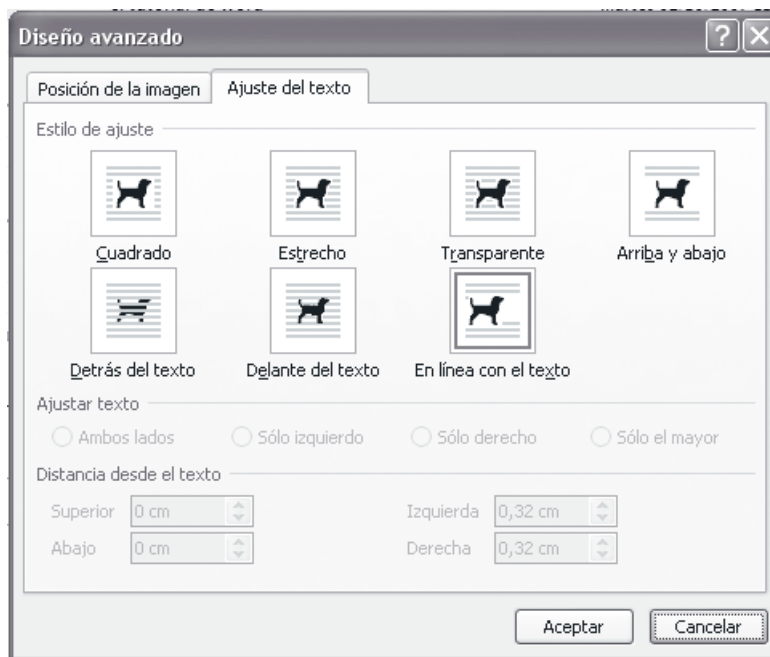 Diseño avanzado
Posición de la imagen Ajuste del texto
Estilo de ajuste
Cuadrado Estrecho Transparente Arriba y abajo
Detrás del texto Delante del texto En línea con el texto
Ajustar texto
Ambos lados Sólo izquierdo Sólo derecho Sólo el mayor
Distancia desde el texto
Superior 0 cm Izquierda 0,32 cm
Abajo 0 cm Derecha 0,32 cm
Aceptar Cancelar